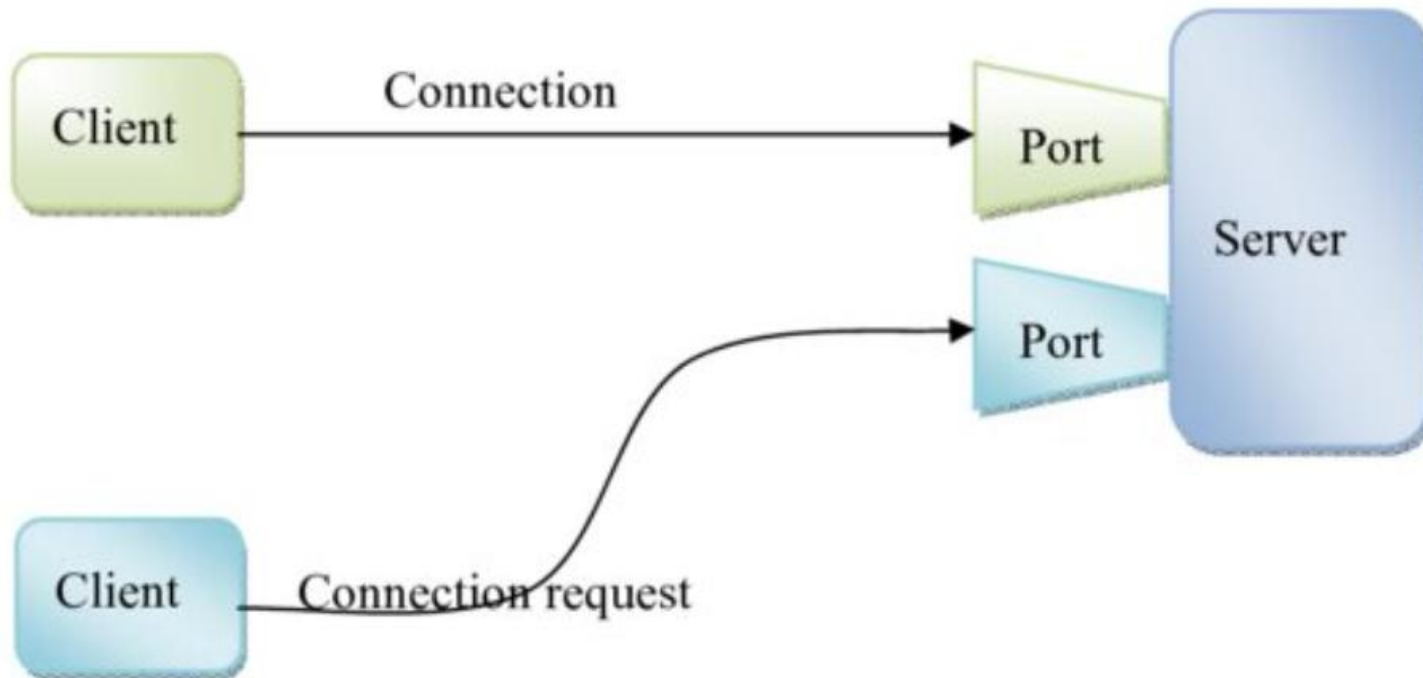 Connection
Client
Port
Server
Port
Client
Connection request